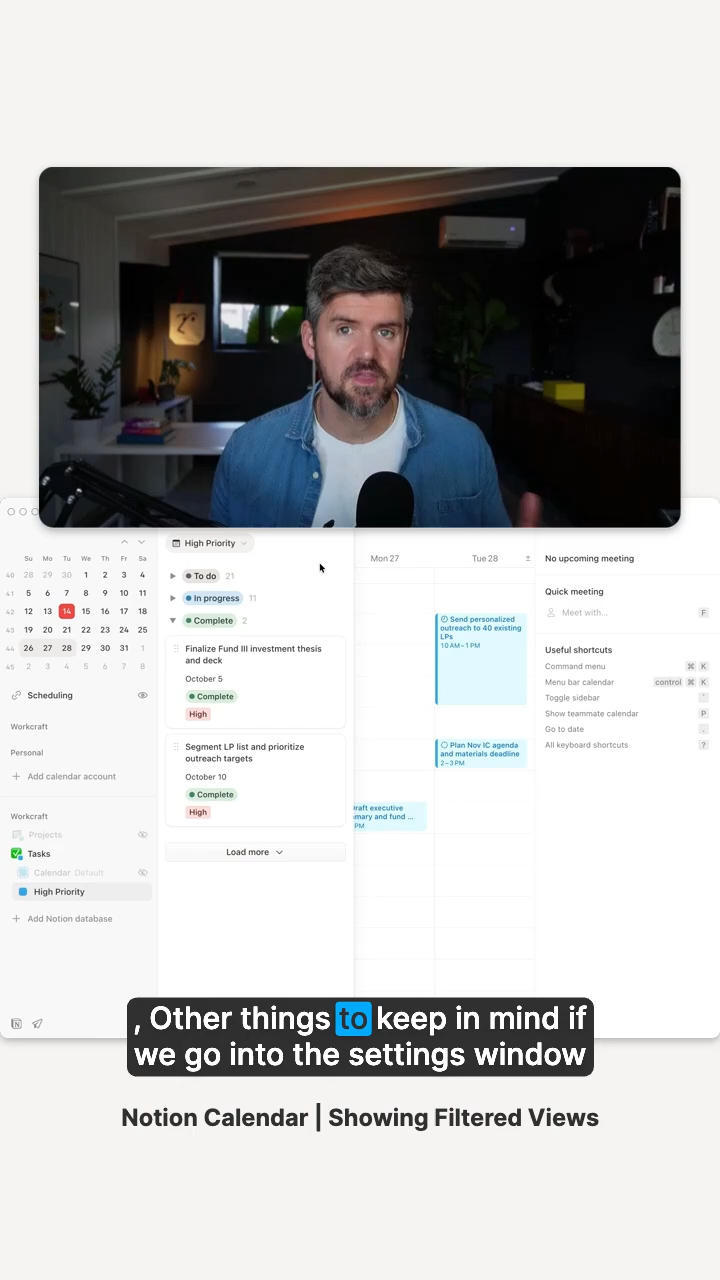 Su Mo Tu We Th Fr Sa
40 28 29 30 1 2 3 4
41 5 6 7 8 9 10 11
42 12 13 14 15 16 17 18
43 19 20 21 22 23 24 25
44 26 27 28 29 30 31 1
45 2 3 4 5 6 7 8
Scheduling
Workcraft
Personal
+ Add calendar account
Workcraft
Projects
Tasks
Calendar Default
High Priority
+ Add Notion database
High Priority
To do 21
In progress 11
Complete 2
Finalize Fund III investment thesis
and deck
October 5
Complete
High
Segment LP list and prioritize
outreach targets
October 10
Complete
High
Load more
Mon 27
Tue 28
Send personalized
outreach to 40 existing
LPs
10 AM – 1 PM
Plan Nov IC agenda
and materials deadline
2 – 3 PM
raft executive
mary and fund ...
PM
No upcoming meeting
Quick meeting
Meet with... F
Useful shortcuts
Command menu ⌘ K
Menu bar calendar control ⌘ K
Toggle sidebar
Show teammate calendar P
Go to date .
All keyboard shortcuts ?
, Other things to keep in mind if
we go into the settings window
Notion Calendar | Showing Filtered Views